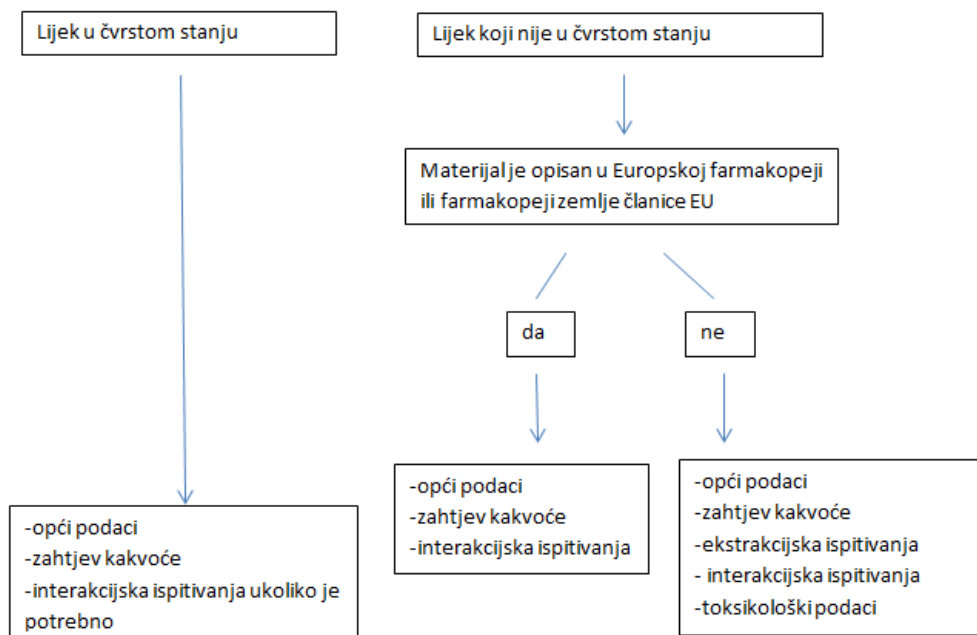 Lijek u čvrstom stanju
Lijek koji nije u čvrstom stanju
Materijal je opisan u Europskoj farmakopeji
ili farmakopeji zemlje članice EU
da
ne
-opći podaci
-zahtjev kakvoće
-interakcijska ispitivanja ukoliko je
potrebno
-opći podaci
-zahtjev kakvoće
-interakcijska ispitivanja
-opći podaci
-zahtjev kakvoće
-ekstrakcijska ispitivanja
- interakcijska ispitivanja
-toksikološki podaci